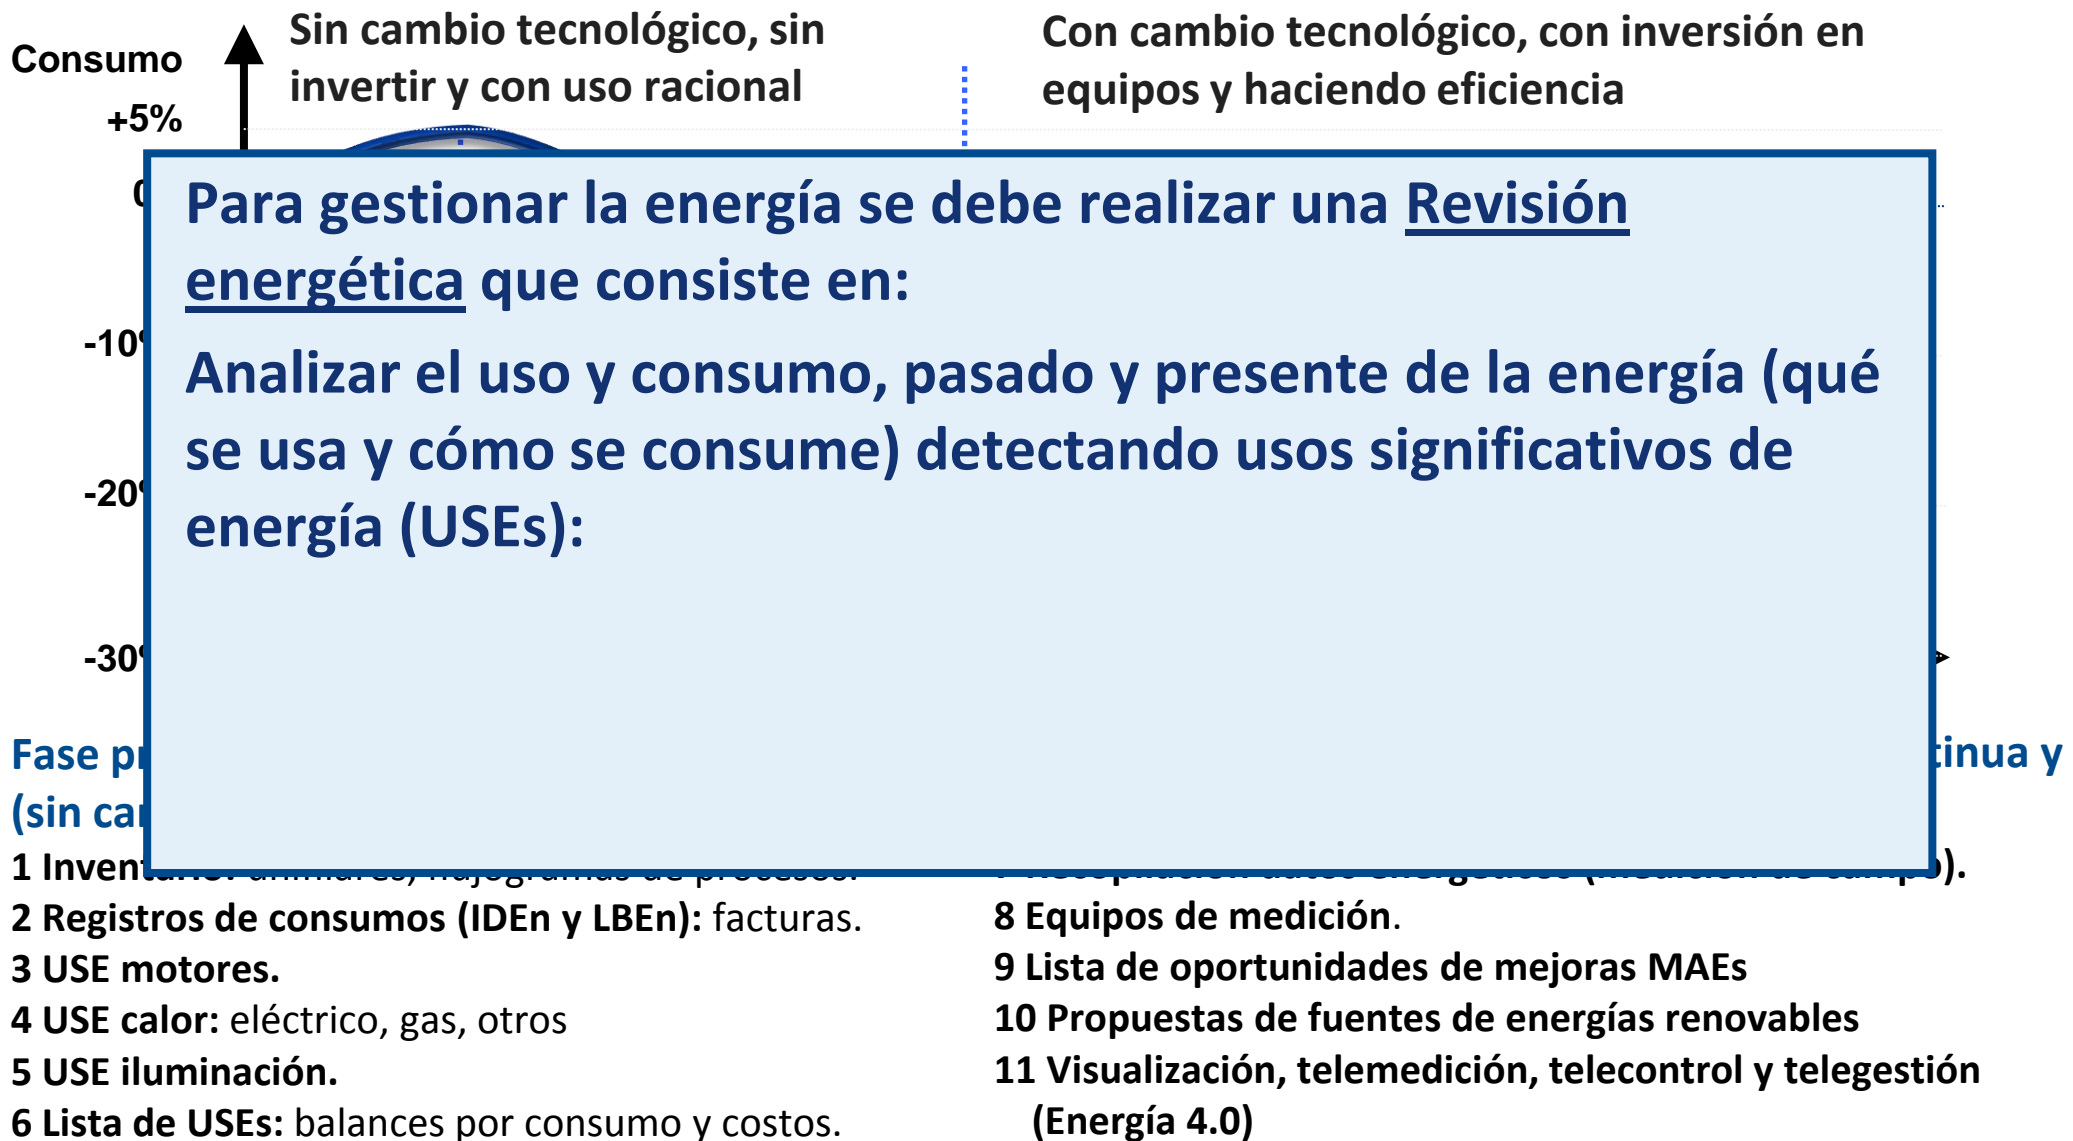 Consumo
Sin cambio tecnológico, sin
invertir y con uso racional
Con cambio tecnológico, con inversión en
equipos y haciendo eficiencia
+5%
Para gestionar la energía se debe realizar una Revisión
energética que consiste en:
-10
Analizar el uso y consumo, pasado y presente de la energía (qué
se usa y cómo se consume) detectando usos significativos de
-20
energía (USEs):
-30
Fase
y
(sin
1
2 Registros de consumos (IDEn y LBEn): facturas.
3 USE motores.
4 USE calor: eléctrico, gas, otros
5 USE iluminación.
6 Lista de USEs: balances por consumo y costos.
8 Equipos de medición.
9 Lista de oportunidades de mejoras MAEs
10 Propuestas de fuentes de energías renovables
11 Visualización, telemedición, telecontrol y telegestión
(Energía 4.0)